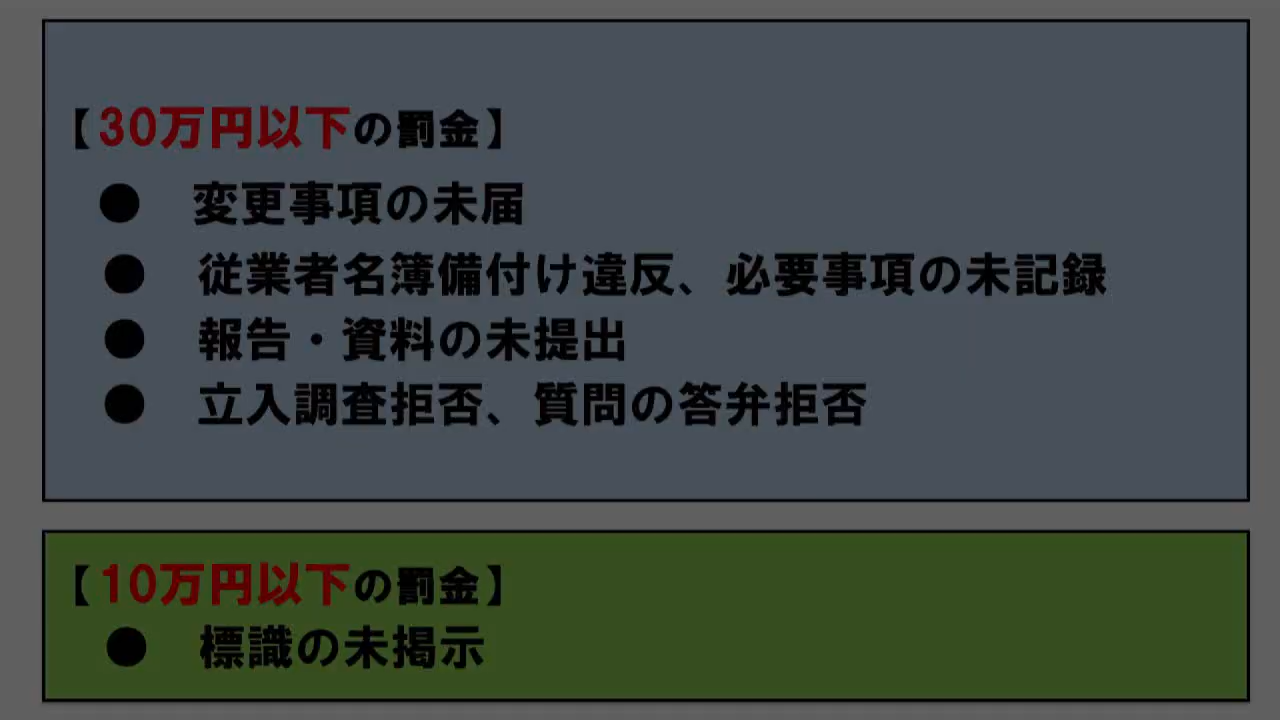 【30万円以下の罰金】
● 変更事項の未届
● 従業者名簿備付け違反、必要事項の未記録
● 報告・資料の未提出
● 立入調査拒否、質問の答弁拒否
【10万円以下の罰金】
● 標識の未掲示